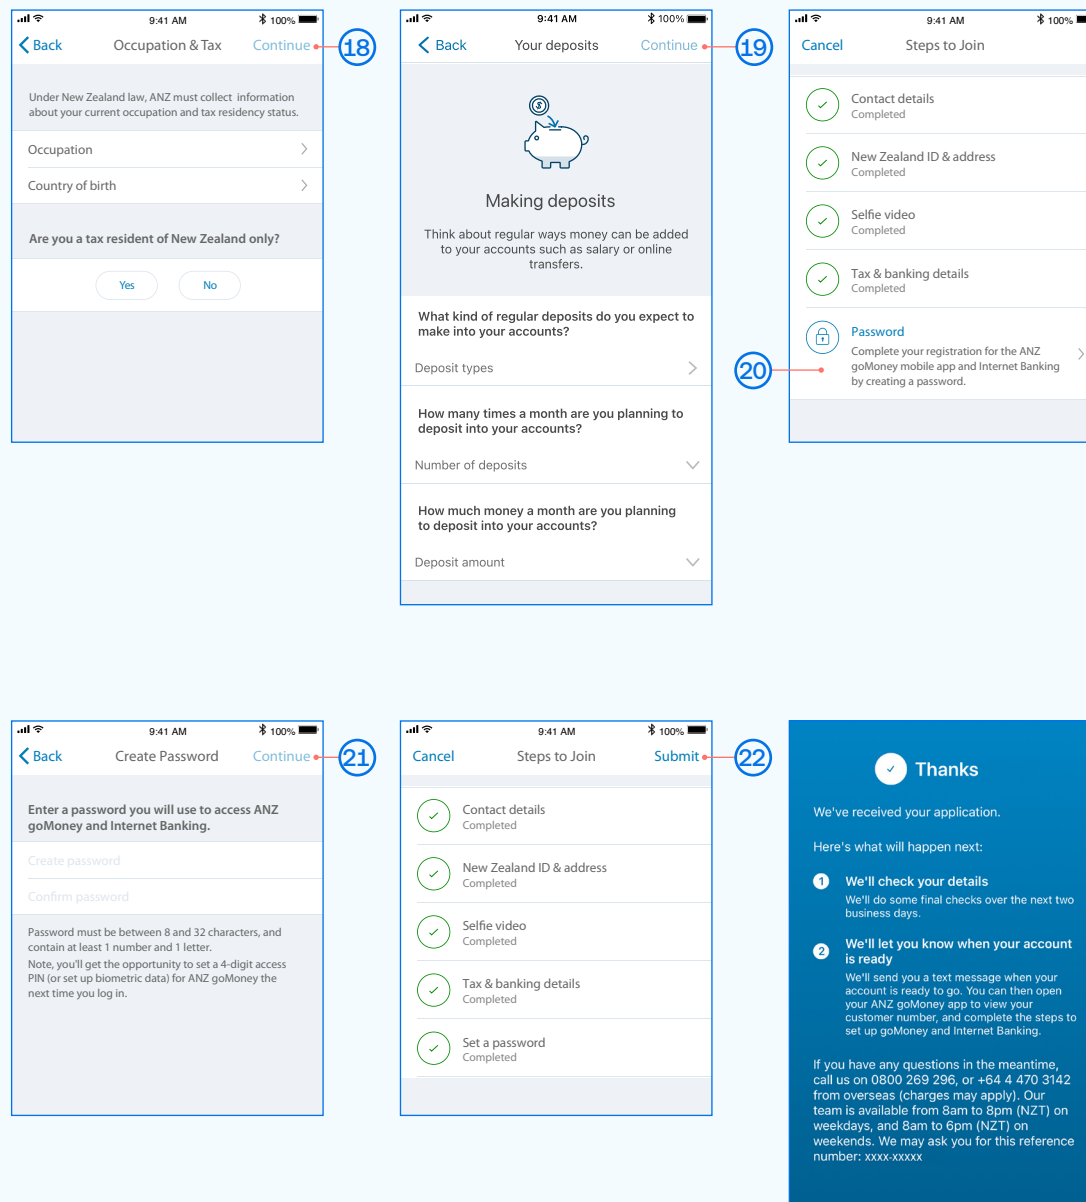 9:41 AM
100%
Back
Occupation & Tax
Continue
18
Under New Zealand law, ANZ must collect information
about your current occupation and tax residency status.
Occupation
Country of birth
Are you a tax resident of New Zealand only?
Yes
No
9:41 AM
100%
Back
Your deposits
Continue
19
Making deposits
Think about regular ways money can be added
to your accounts such as salary or online
transfers.
What kind of regular deposits do you expect to
make into your accounts?
Deposit types
How many times a month are you planning to
deposit into your accounts?
Number of deposits
How much money a month are you planning
to deposit into your accounts?
Deposit amount
9:41 AM
100%
Cancel
Steps to Join
Contact details
Completed
New Zealand ID & address
Completed
Selfie video
Completed
Tax & banking details
Completed
Password
Complete your registration for the ANZ
goMoney mobile app and Internet Banking
by creating a password.
20
9:41 AM
100%
Back
Create Password
Continue
21
Enter a password you will use to access ANZ
goMoney and Internet Banking.
Create password
Confirm password
Password must be between 8 and 32 characters, and
contain at least 1 number and 1 letter.
Note, you'll get the opportunity to set a 4-digit access
PIN (or set up biometric data) for ANZ goMoney the
next time you log in.
9:41 AM
100%
Cancel
Steps to Join
Submit
22
Contact details
Completed
New Zealand ID & address
Completed
Selfie video
Completed
Tax & banking details
Completed
Set a password
Completed
Thanks
We've received your application.
Here's what will happen next:
1
We'll check your details
We'll do some final checks over the next two
business days.
2
We'll let you know when your account
is ready
We'll send you a text message when your
account is ready to go. You can then open
your ANZ goMoney app to view your
customer number, and complete the steps to
set up goMoney and Internet Banking.
If you have any questions in the meantime,
call us on 0800 269 296, or +64 4 470 3142
from overseas (charges may apply). Our
team is available from 8am to 8pm (NZT) on
weekdays, and 8am to 6pm (NZT) on
weekends. We may ask you for this reference
number: xxxx-xxxxx